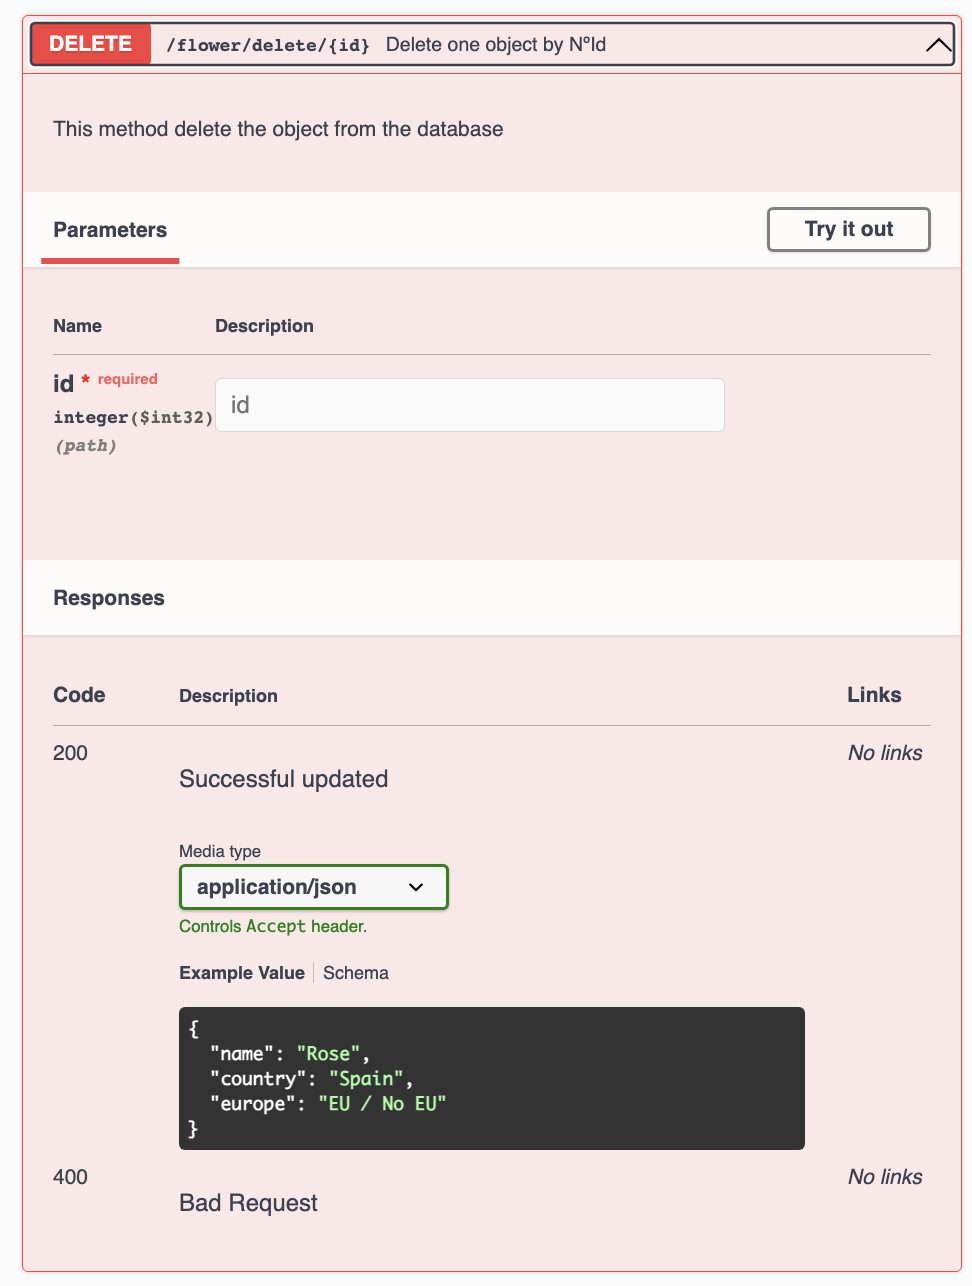 DELETE /flower/delete/{id} Delete one object by NºId
This method delete the object from the database
Parameters Try it out
Name Description
id * required
integer($int32) id
(path)
Responses
Code Description Links
200 No links
Successful updated
Media type
application/json
Controls Accept header.
Example Value Schema
{
  "name": "Rose",
  "country": "Spain",
  "europe": "EU / No EU"
}
400 No links
Bad Request